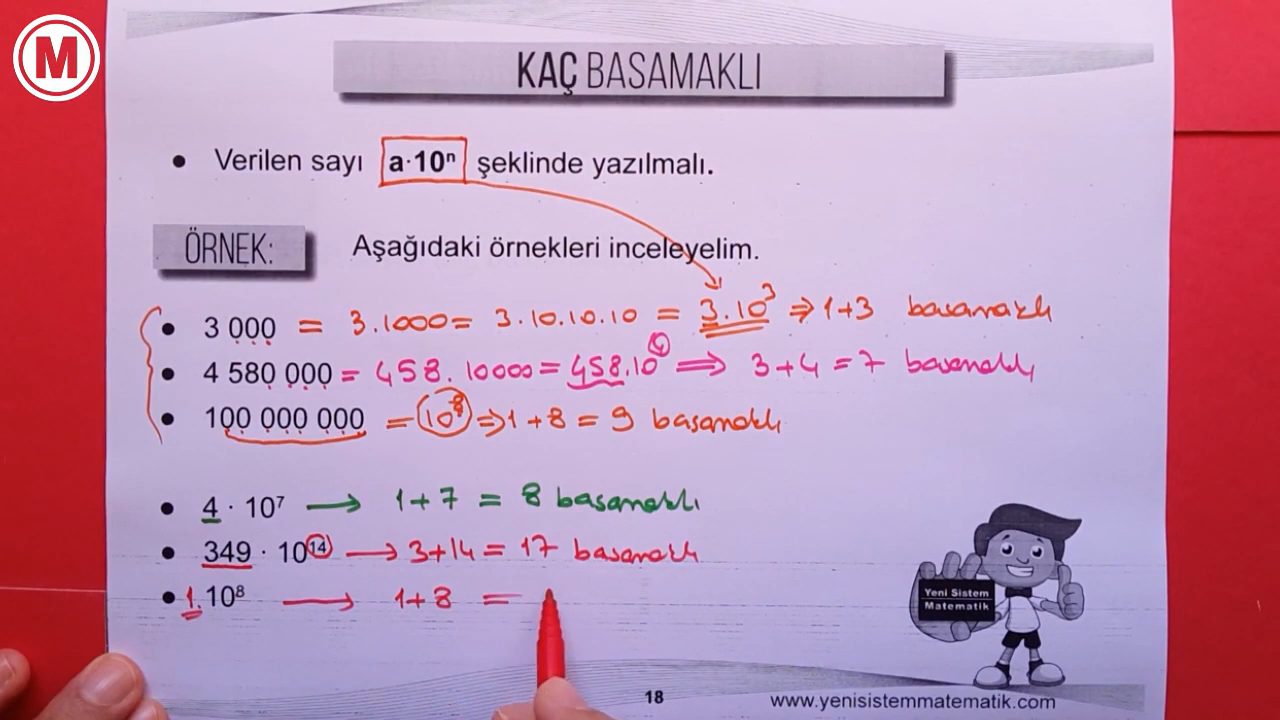 M
KAÇ BASAMAKLI
• Verilen sayı a·10ⁿ şeklinde yazılmalı.
ÖRNEK: Aşağıdaki örnekleri inceleyelim.
• 3 000 = 3.1000 = 3.10.10.10 = 3.10³ ⇒ 1+3 basamaklı
• 4 580 000 = 458.10000 = 458.10⁴ ⇒ 3+4 = 7 basamaklı
• 100 000 000 = 10⁸ ⇒ 1+8 = 9 basamaklı
• 4 · 10⁷ → 1+7 = 8 basamaklı
• 349 · 10¹⁴ → 3+14 = 17 basamaklı
• 1.10⁸ → 1+8 =
Yeni Sistem
Matematik
18
www.yenisistemmatematik.com